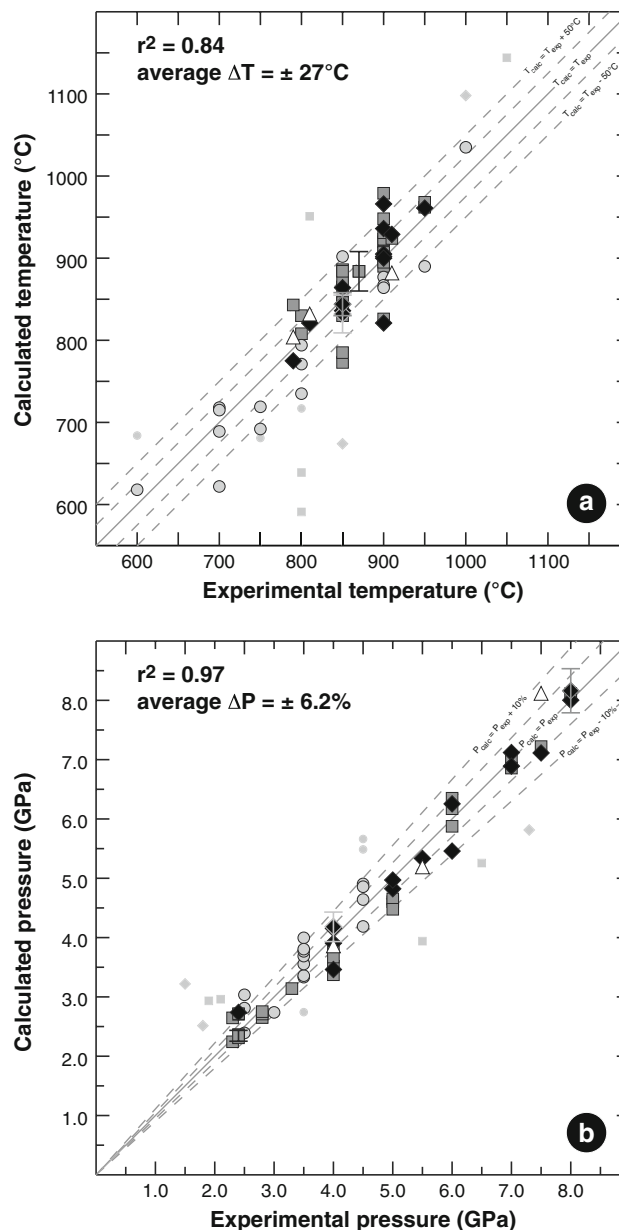 r² = 0.84
average ΔT = ± 27°C
T_calc = T_exp + 50°C
T_calc = T_exp
T_calc = T_exp - 50°C
1100
1000
900
800
700
600
Calculated temperature (°C)
a
600 700 800 900 1000 1100
Experimental temperature (°C)
r² = 0.97
average ΔP = ± 6.2%
P_calc = P_exp + 10%
P_calc = P_exp
P_calc = P_exp - 10%
8.0
7.0
6.0
5.0
4.0
3.0
2.0
1.0
Calculated pressure (GPa)
b
1.0 2.0 3.0 4.0 5.0 6.0 7.0 8.0
Experimental pressure (GPa)